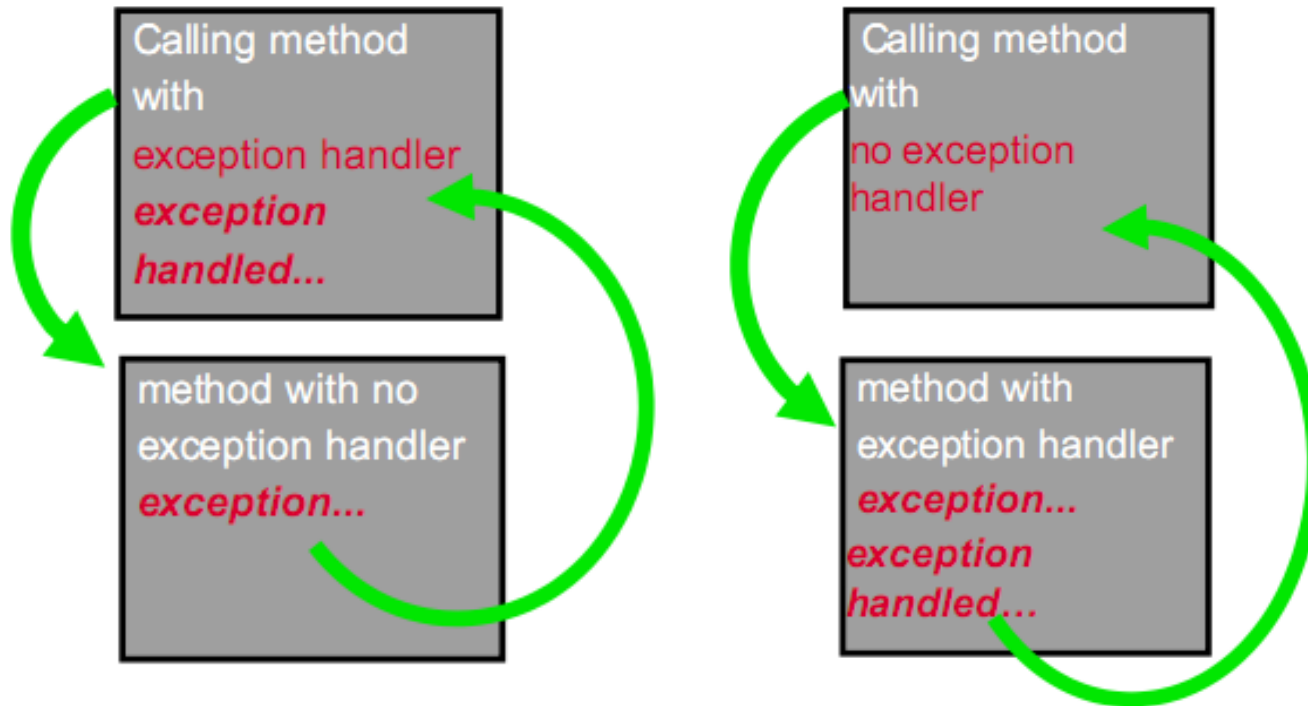 Calling method
with
exception handler
exception
handled...
method with no
exception handler
exception...
Calling method
with
no exception
handler
method with
exception handler
exception...
exception
handled...